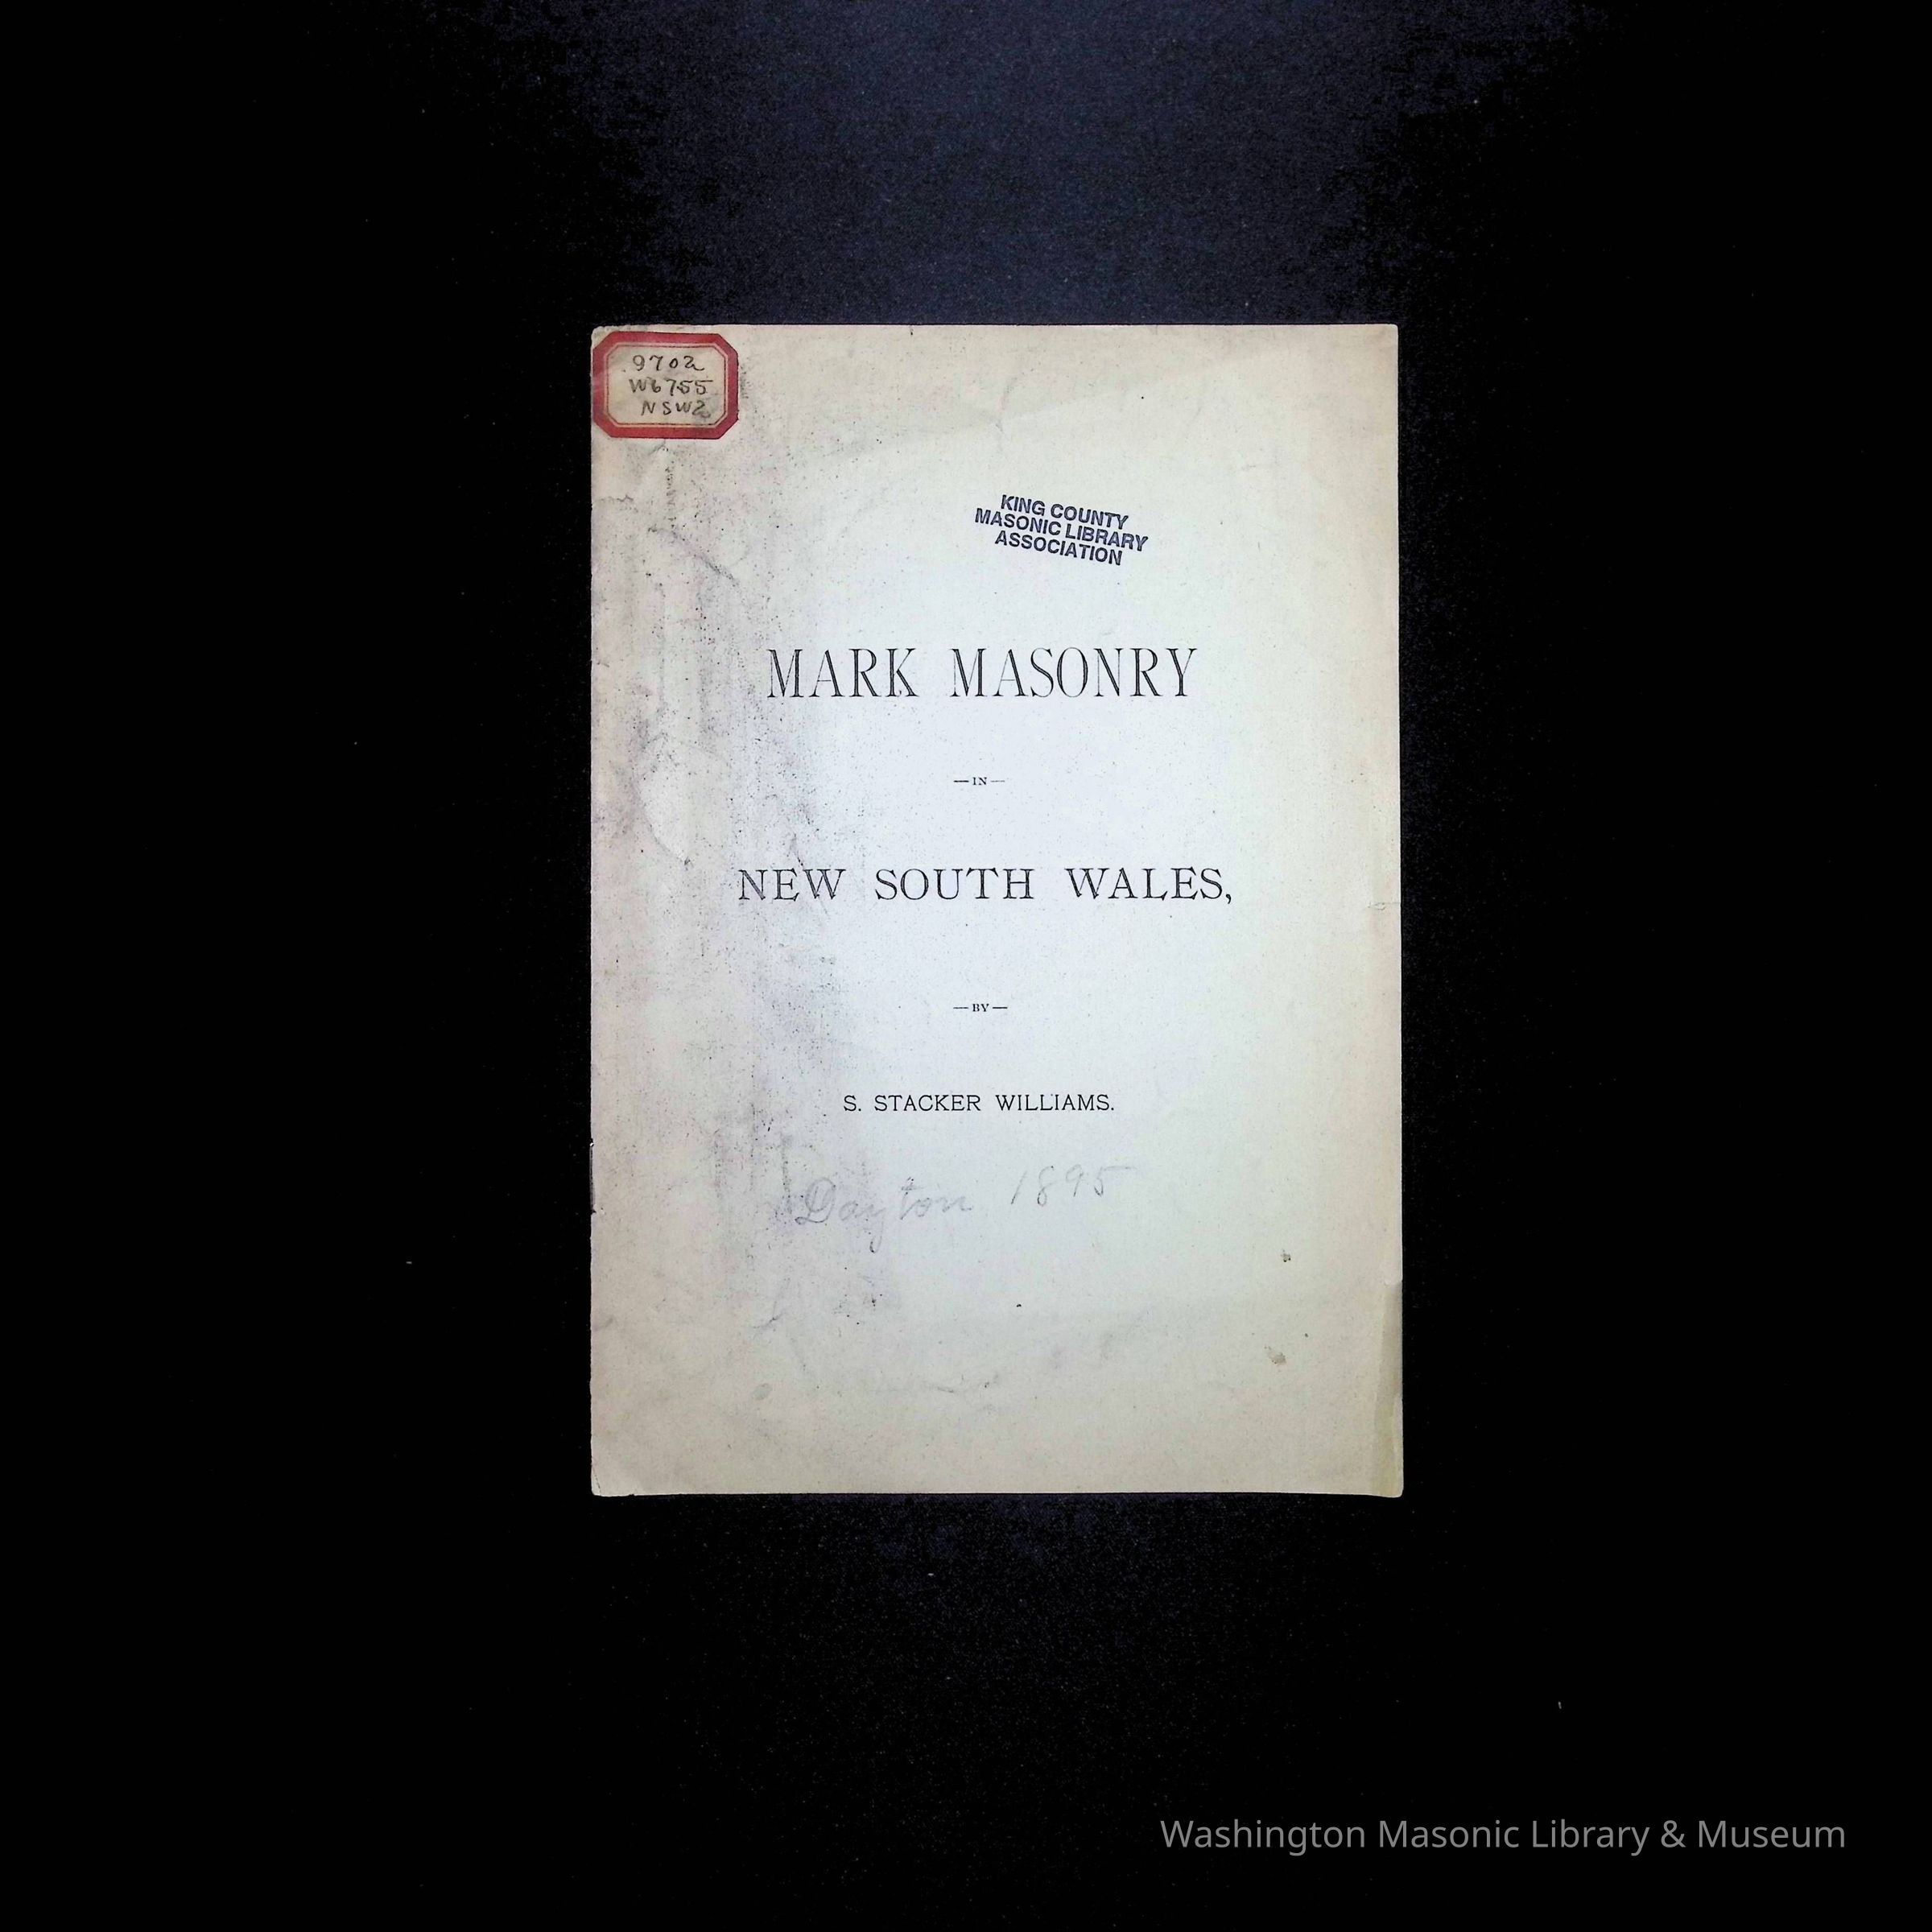 9702
W6755
NSW2
KING COUNTY
MASONIC LIBRARY
ASSOCIATION
MARK MASONRY
—IN—
NEW SOUTH WALES,
—BY—
S. STACKER WILLIAMS.
Dayton 1895
Washington Masonic Library & Museum